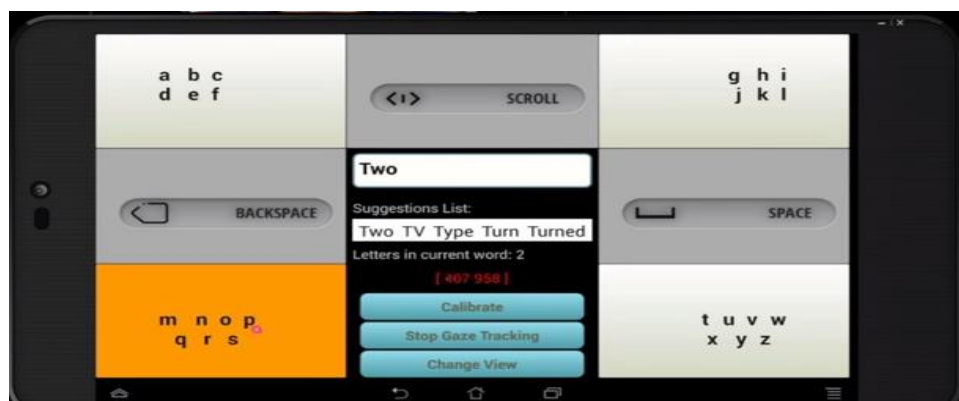 a b c
d e f
<I> SCROLL
g h i
j k l
BACKSPACE
Two
Suggestions List:
Two TV Type Turn Turned
Letters in current word: 2
[ 407 958 ]
SPACE
m n o p
q r s
Calibrate
Stop Gaze Tracking
Change View
t u v w
x y z